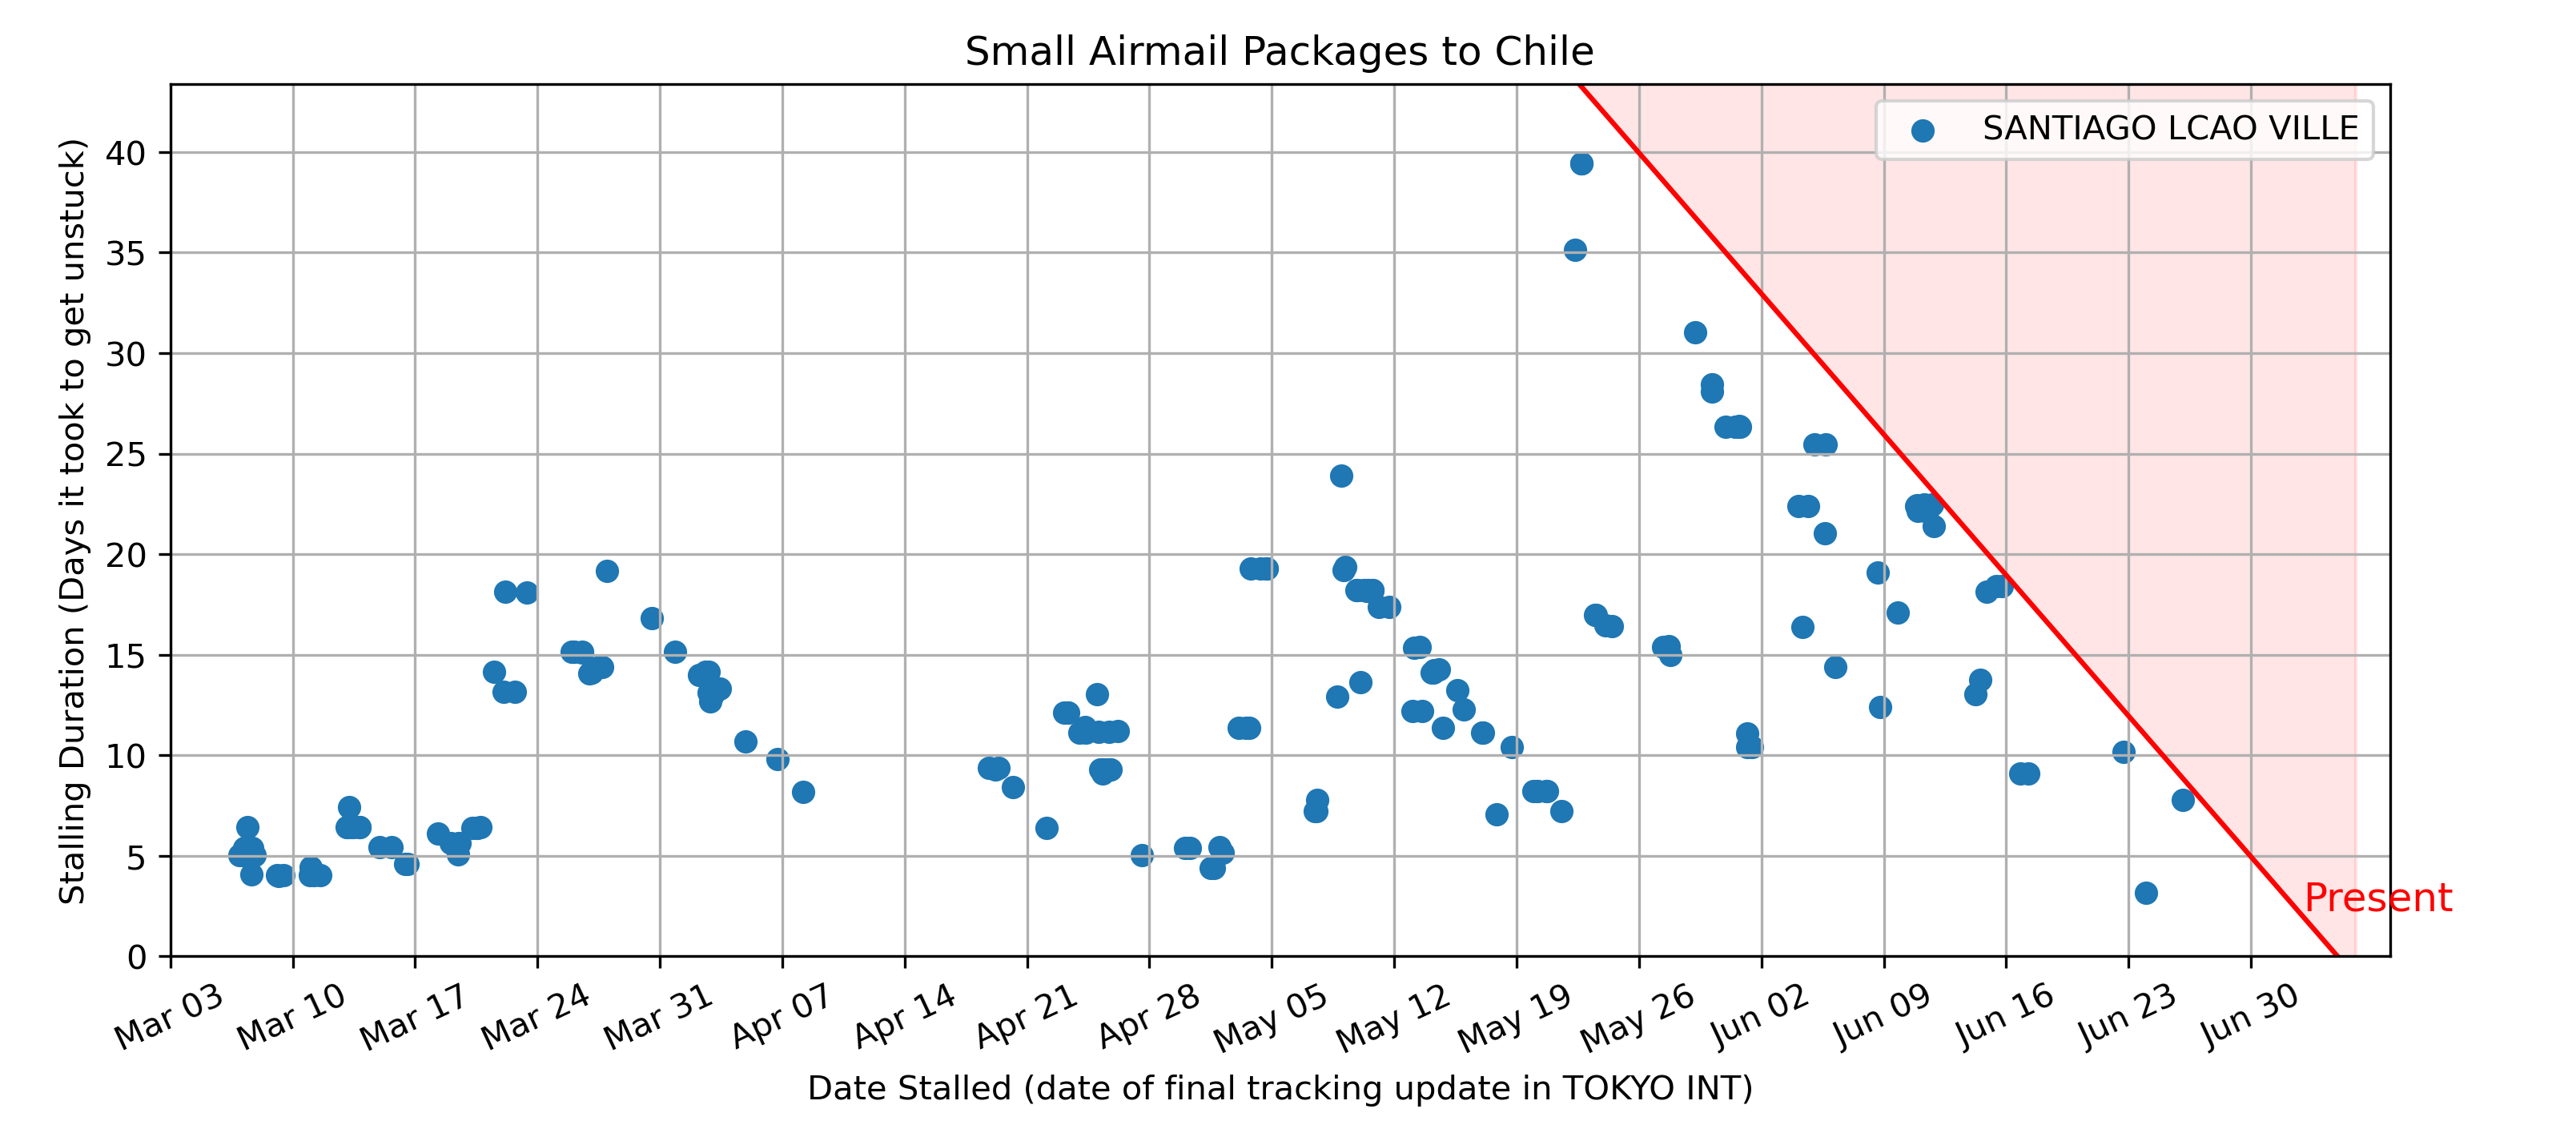 Small Airmail Packages to Chile
SANTIAGO LCAO VILLE
Stalling Duration (Days it took to get unstuck)
40
35
30
25
20
15
10
5
0
Present
Mar 03
Mar 10
Mar 17
Mar 24
Mar 31
Apr 07
Apr 14
Apr 21
Apr 28
May 05
May 12
May 19
May 26
Jun 02
Jun 09
Jun 16
Jun 23
Jun 30
Date Stalled (date of final tracking update in TOKYO INT)